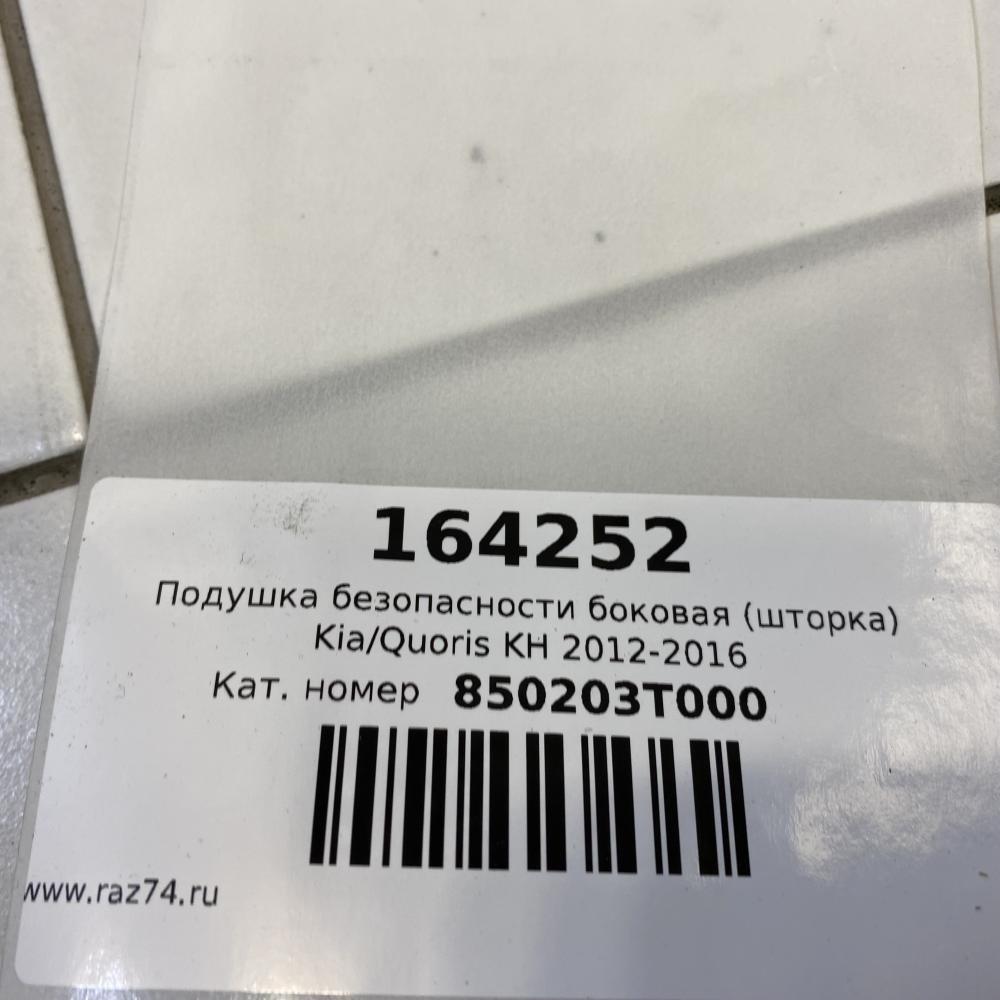 164252
Подушка безопасности боковая (шторка)
Kia/Quoris KH 2012-2016
Кат. номер 850203T000
www.raz74.ru